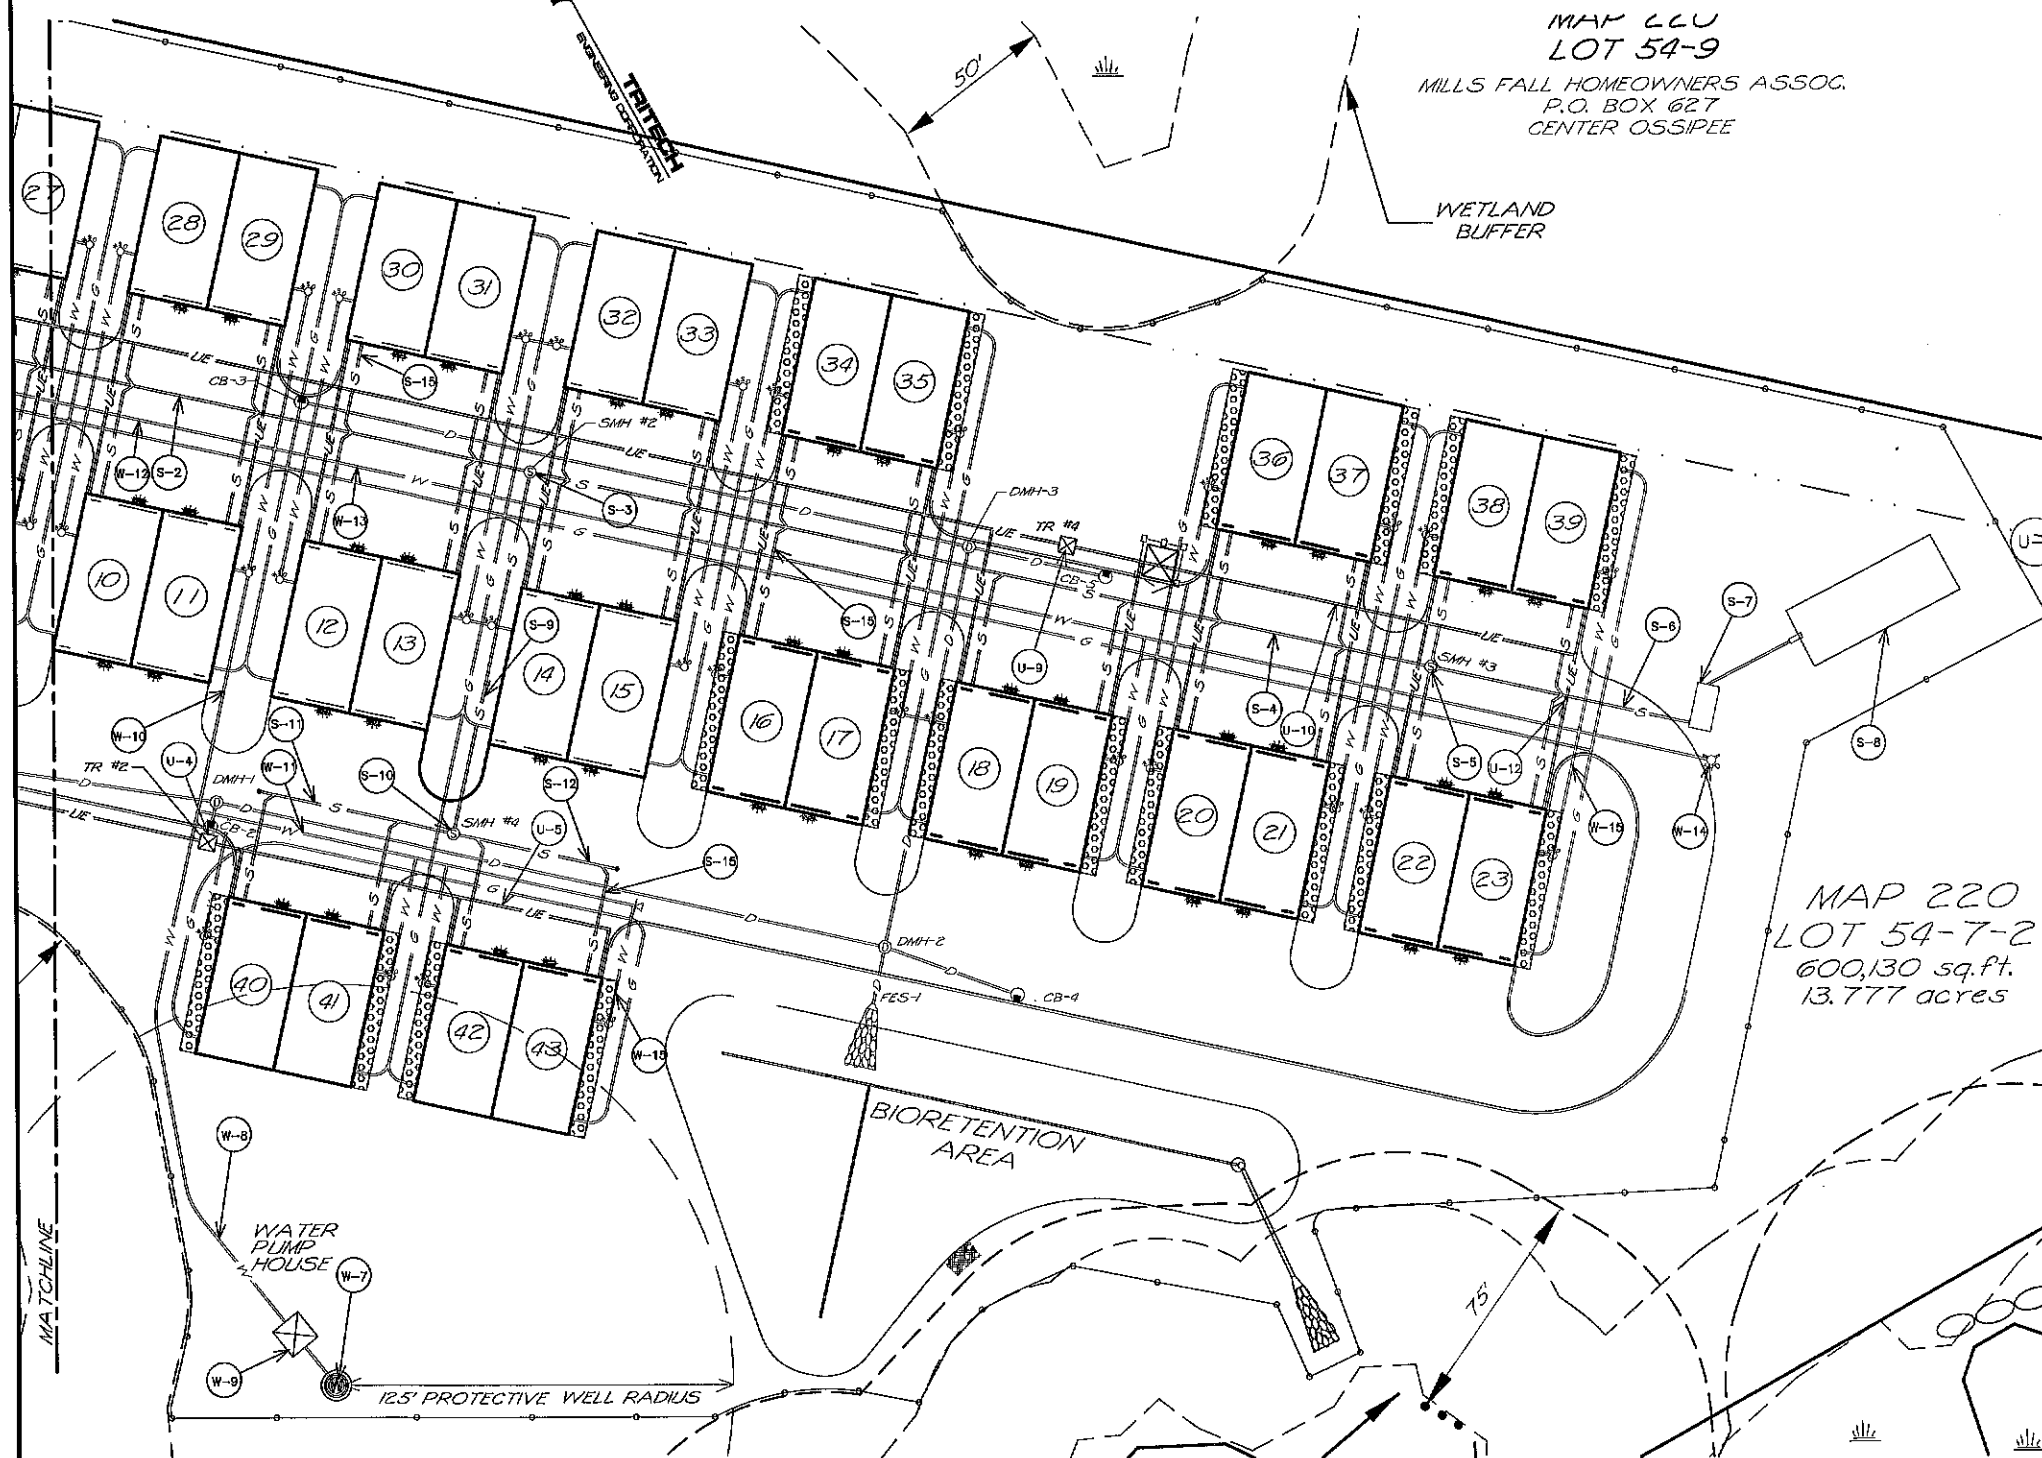 LOT 54-9
MILLS FALL HOMEOWNERS ASSOC.
P.O. BOX 627
CENTER OSSIPEE
TRITECH
ENGINEERING CORPORATION
50'
WETLAND
BUFFER
27
28
29
30
31
32
33
34
35
36
37
38
39
CB-3
S-15
SMH #2
W-12
S-2
W-13
S-3
DMH-3
TR #4
CB-5
10
11
12
13
14
15
16
17
18
19
20
21
22
23
S-9
S-15
U-9
S-4
U-10
SMH #3
S-5
U-12
S-6
S-7
S-8
W-15
W-14
W-10
S-11
TR #2
U-4
DMH-1
W-11
S-10
S-12
CB-2
SMH #4
U-5
S-15
DMH-2
FES-1
CB-4
40
41
42
43
W-15
MAP 220
LOT 54-7-2
600,130 sq.ft.
13.777 acres
BIORETENTION
AREA
W-8
WATER
PUMP
HOUSE
W-7
W-9
125' PROTECTIVE WELL RADIUS
MATCHLINE
75'